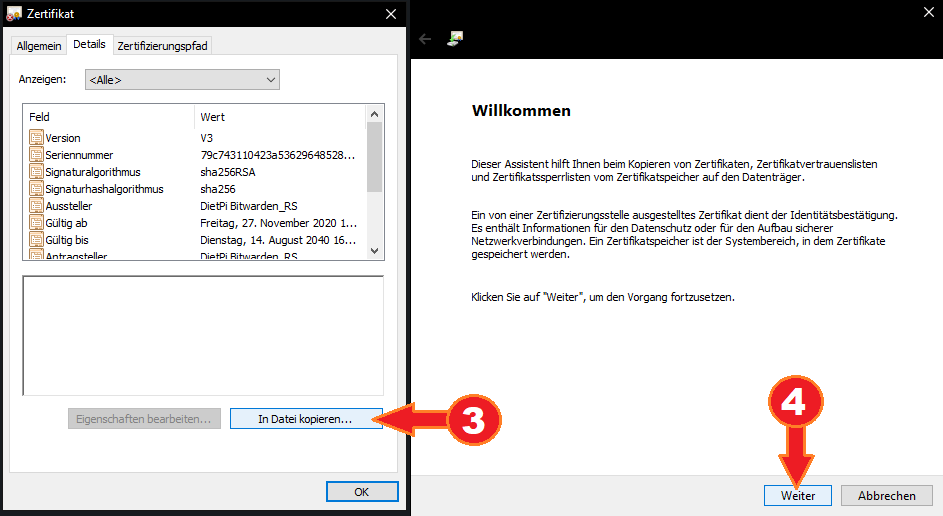 Zertifikat
Allgemein Details Zertifizierungspfad
Anzeigen: <Alle>
Feld Wert
Version V3
Seriennummer 79c743110423a53629648528...
Signaturalgorithmus sha256RSA
Signaturhashalgorithmus sha256
Aussteller DietPi Bitwarden_RS
Gültig ab Freitag, 27. November 2020 1...
Gültig bis Dienstag, 14. August 2040 16...
Antragsteller DietPi Bitwarden_RS
Eigenschaften bearbeiten... In Datei kopieren...
3
OK
Willkommen
Dieser Assistent hilft Ihnen beim Kopieren von Zertifikaten, Zertifikatvertrauenslisten
und Zertifikatssperrlisten vom Zertifikatspeicher auf den Datenträger.
Ein von einer Zertifizierungsstelle ausgestelltes Zertifikat dient der Identitätsbestätigung.
Es enthält Informationen für den Datenschutz oder für den Aufbau sicherer
Netzwerkverbindungen. Ein Zertifikatspeicher ist der Systembereich, in dem Zertifikate
gespeichert werden.
Klicken Sie auf "Weiter", um den Vorgang fortzusetzen.
4
Weiter Abbrechen